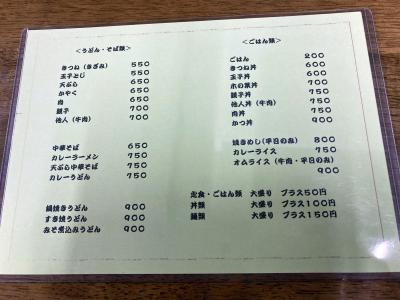 <うどん・そば類>
きつね(きざみ) 550
玉子とじ 550
天ぷら 650
かやく 650
肉 650
親子 700
他人(牛肉) 700
中華そば 650
カレーラーメン 750
天ぷら中華そば 750
カレーうどん 750
鍋焼きうどん 900
すき焼うどん 900
みそ煮込みうどん 900
<ごはん類>
ごはん 200
きつね丼 600
玉子丼 600
木の葉丼 700
親子丼 750
他人丼(牛肉) 750
肉丼 750
かつ丼 900
焼きめし(平日のみ) 800
カレーライス 750
オムライス(牛肉・平日のみ)
900
定食・ごはん類 大盛り プラス50円
丼類 大盛り プラス100円
麺類 大盛り プラス150円